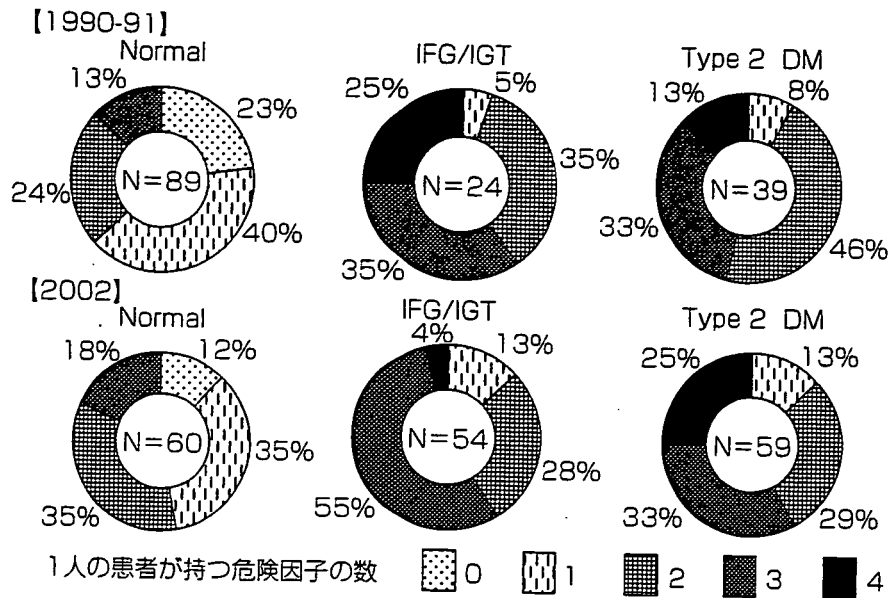 【1990-91】
Normal
IFG/IGT
Type 2 DM
13%
23%
24%
40%
N=89
25%
5%
35%
35%
N=24
13%
8%
33%
46%
N=39
【2002】
Normal
IFG/IGT
Type 2 DM
18%
12%
35%
35%
N=60
4%
13%
55%
28%
N=54
25%
13%
33%
29%
N=59
1人の患者が持つ危険因子の数
0
1
2
3
4